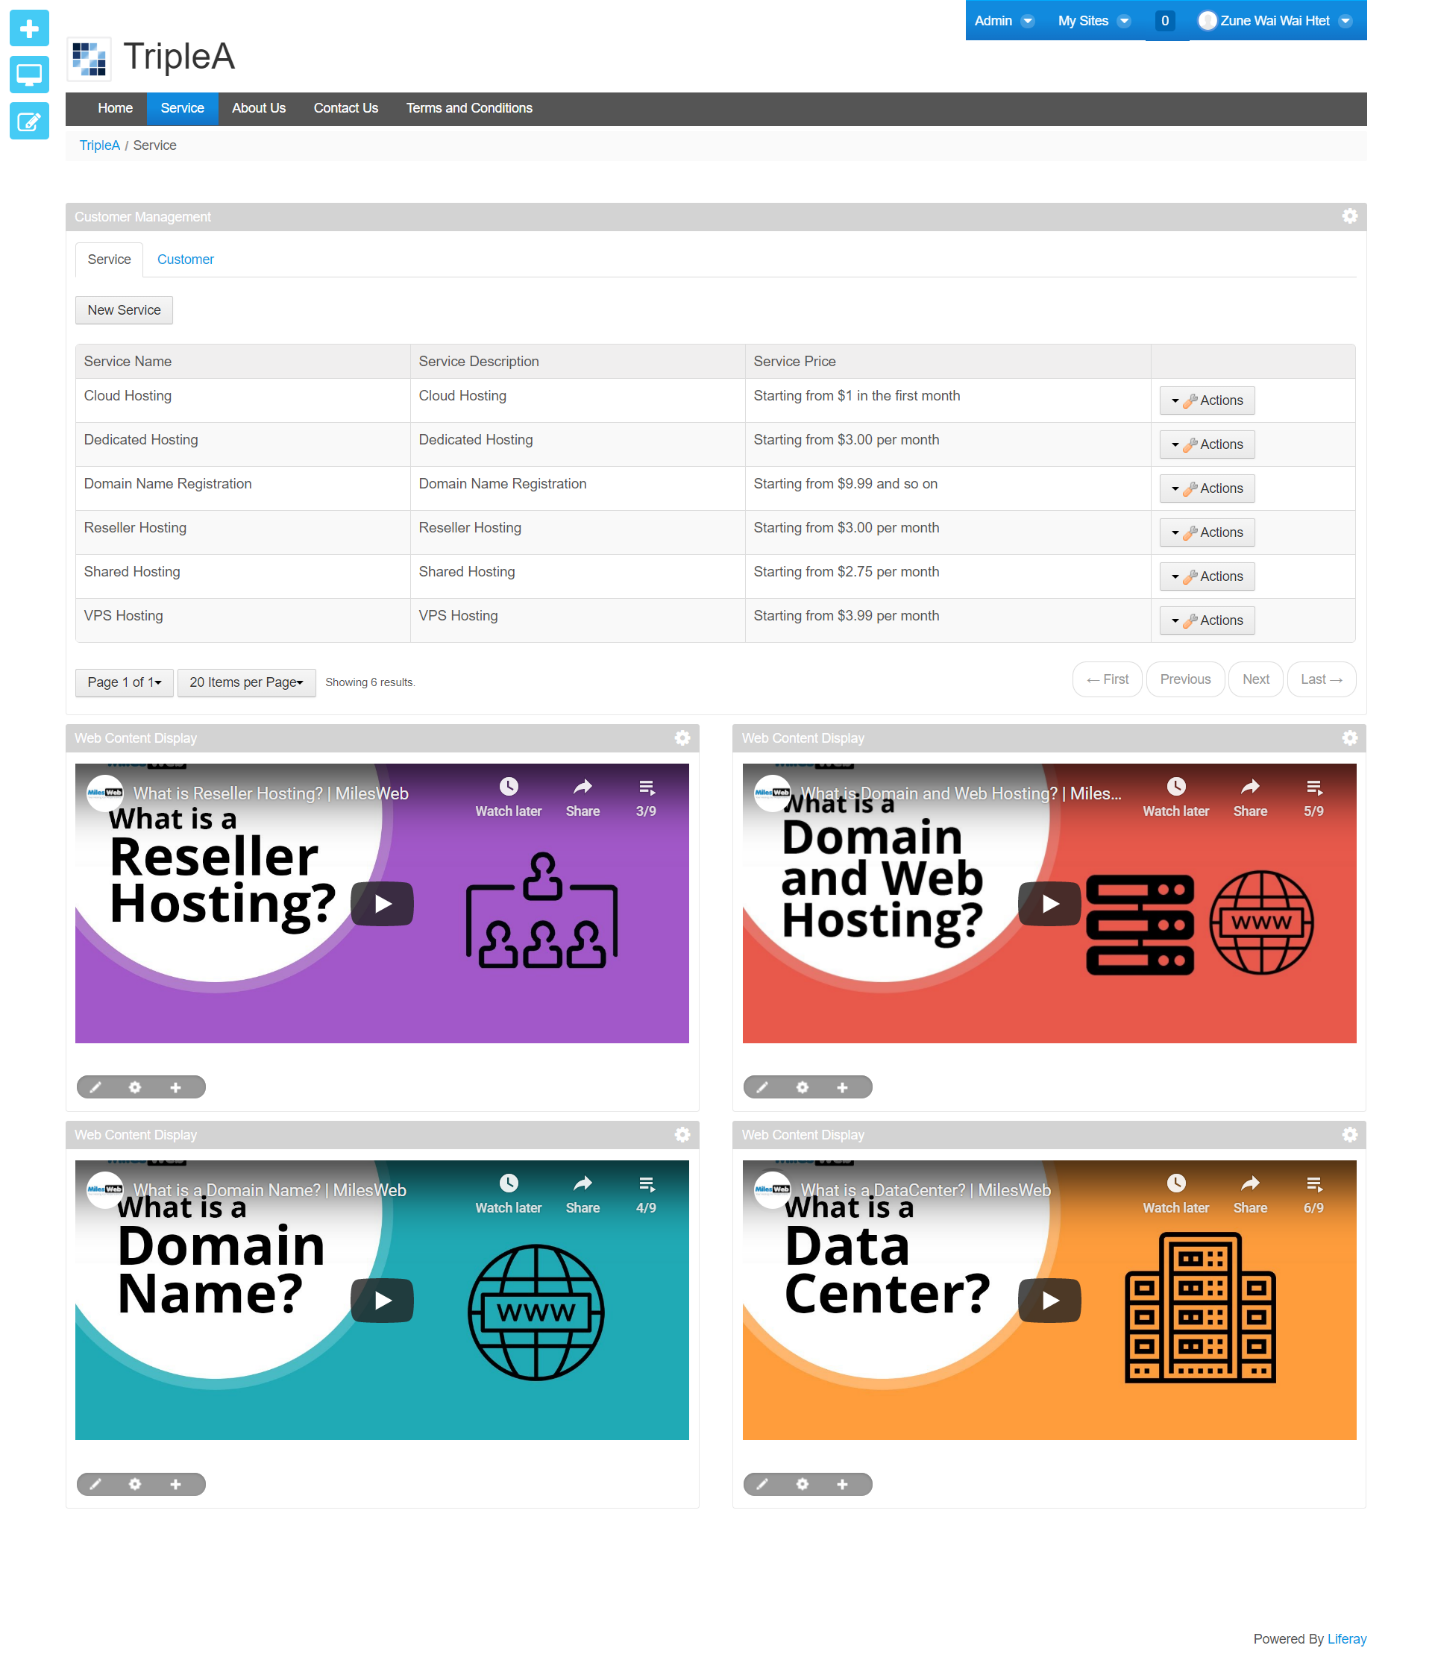 Admin My Sites 0 Zune Wai Wai Htet
TripleA
Home Service About Us Contact Us Terms and Conditions
TripleA / Service
Customer Management
Service Customer
New Service
Service Name Service Description Service Price
Cloud Hosting Cloud Hosting Starting from $1 in the first month Actions
Dedicated Hosting Dedicated Hosting Starting from $3.00 per month Actions
Domain Name Registration Domain Name Registration Starting from $9.99 and so on Actions
Reseller Hosting Reseller Hosting Starting from $3.00 per month Actions
Shared Hosting Shared Hosting Starting from $2.75 per month Actions
VPS Hosting VPS Hosting Starting from $3.99 per month Actions
Page 1 of 1 20 Items per Page Showing 6 results. ← First Previous Next Last →
Web Content Display
MilesWeb What is Reseller Hosting? | MilesWeb
Watch later Share 3/9
What is a
Reseller
Hosting?
Web Content Display
MilesWeb What is Domain and Web Hosting? | Miles...
Watch later Share 5/9
What is a
Domain
and Web
Hosting?
WWW
Web Content Display
MilesWeb What is a Domain Name? | MilesWeb
Watch later Share 4/9
What is a
Domain
Name?
WWW
Web Content Display
MilesWeb What is a DataCenter? | MilesWeb
Watch later Share 6/9
What is a
Data
Center?
Powered By Liferay